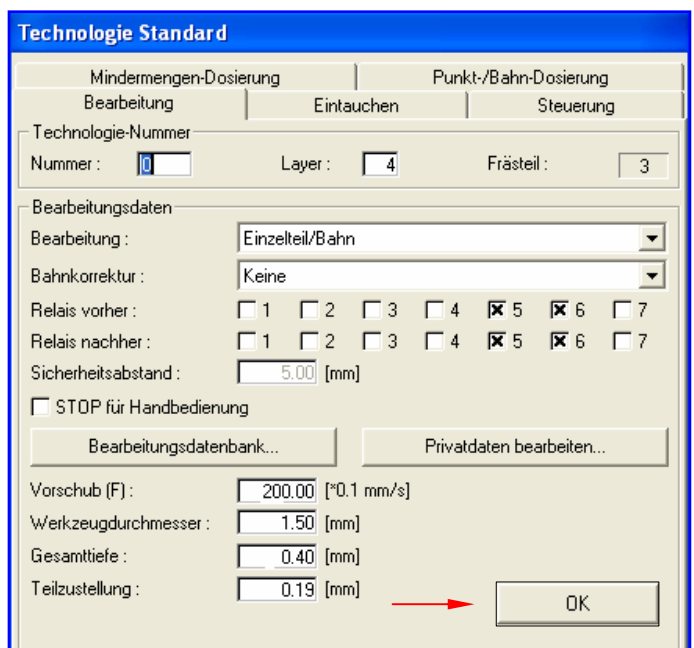 Technologie Standard
Mindermengen-Dosierung Punkt-/Bahn-Dosierung
Bearbeitung Eintauchen Steuerung
Technologie-Nummer
Nummer : 0 Layer : 4 Frästeil : 3
Bearbeitungsdaten
Bearbeitung : Einzelteil/Bahn
Bahnkorrektur : Keine
Relais vorher : 1 2 3 4 5 6 7
Relais nachher : 1 2 3 4 5 6 7
Sicherheitsabstand : 5.00 [mm]
STOP für Handbedienung
Bearbeitungsdatenbank... Privatdaten bearbeiten...
Vorschub (F) : 200.00 [*0.1 mm/s]
Werkzeugdurchmesser : 1.50 [mm]
Gesamttiefe : 0.40 [mm]
Teilzustellung : 0.19 [mm]
OK